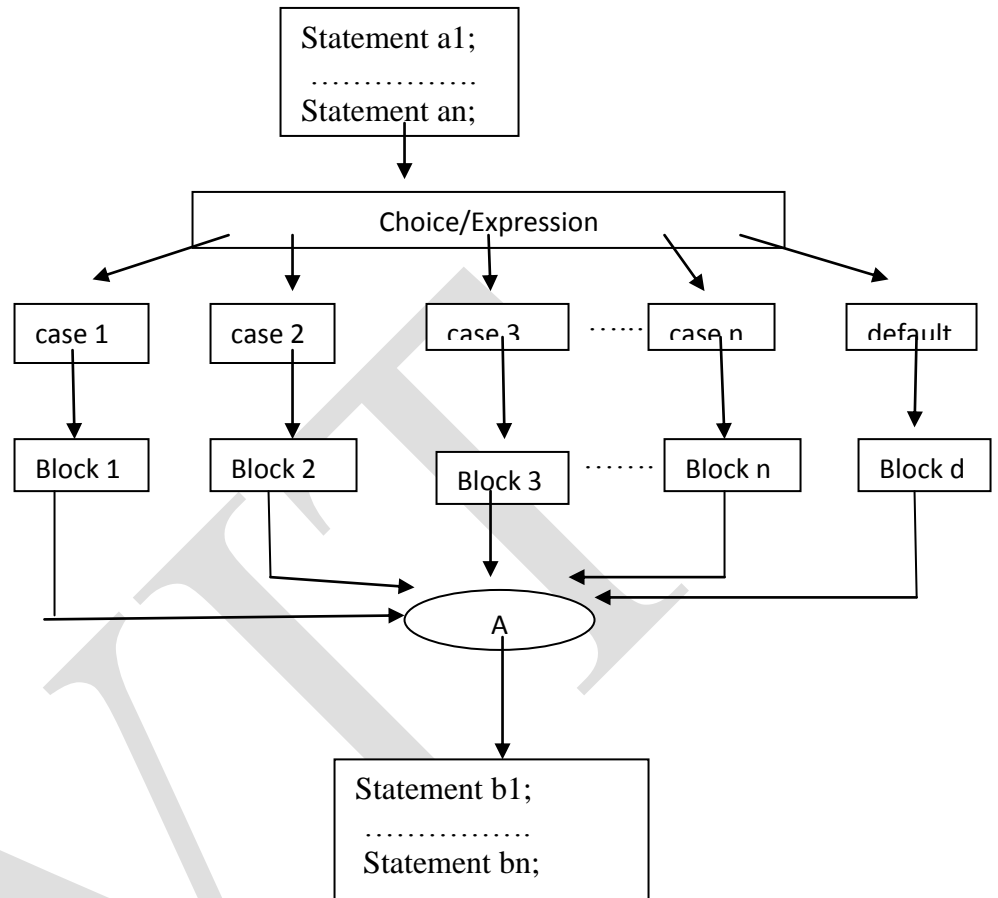 Statement a1;
................
Statement an;
Choice/Expression
case 1
case 2
case 3
......
case n
default
Block 1
Block 2
Block 3
.......
Block n
Block d
A
Statement b1;
................
Statement bn;
VIT